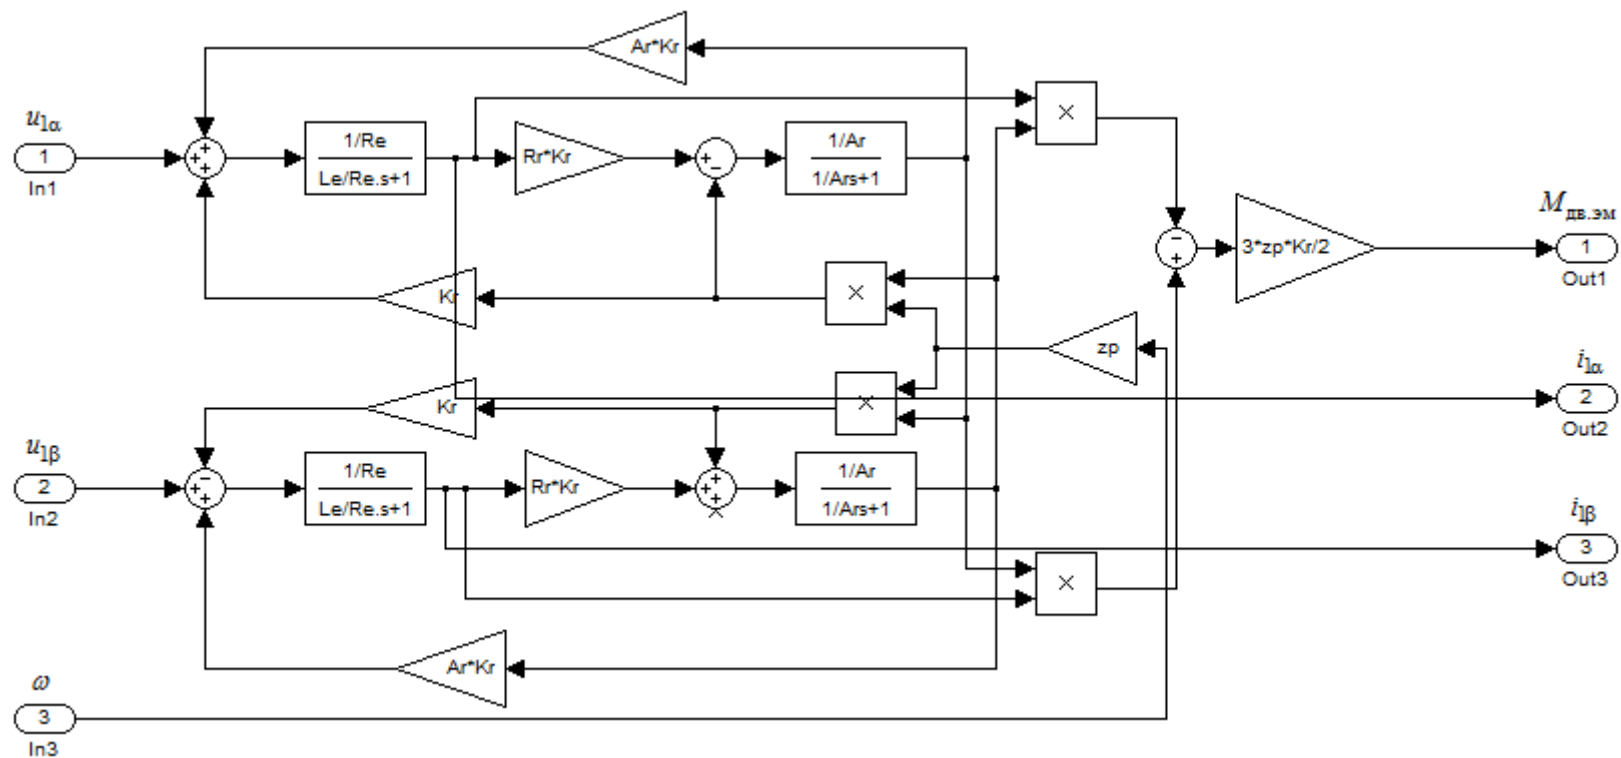 Ar*Kr
u1α
1
In1
1/Re
Le/Re.s+1
Rr*Kr
1/Ar
1/Ars+1
×
Mдв.эм
3*zp*Kr/2
1
Out1
Kr
×
zp
i1α
2
Out2
Kr
×
u1β
2
In2
1/Re
Le/Re.s+1
Rr*Kr
1/Ar
1/Ars+1
i1β
3
Out3
×
Ar*Kr
ω
3
In3